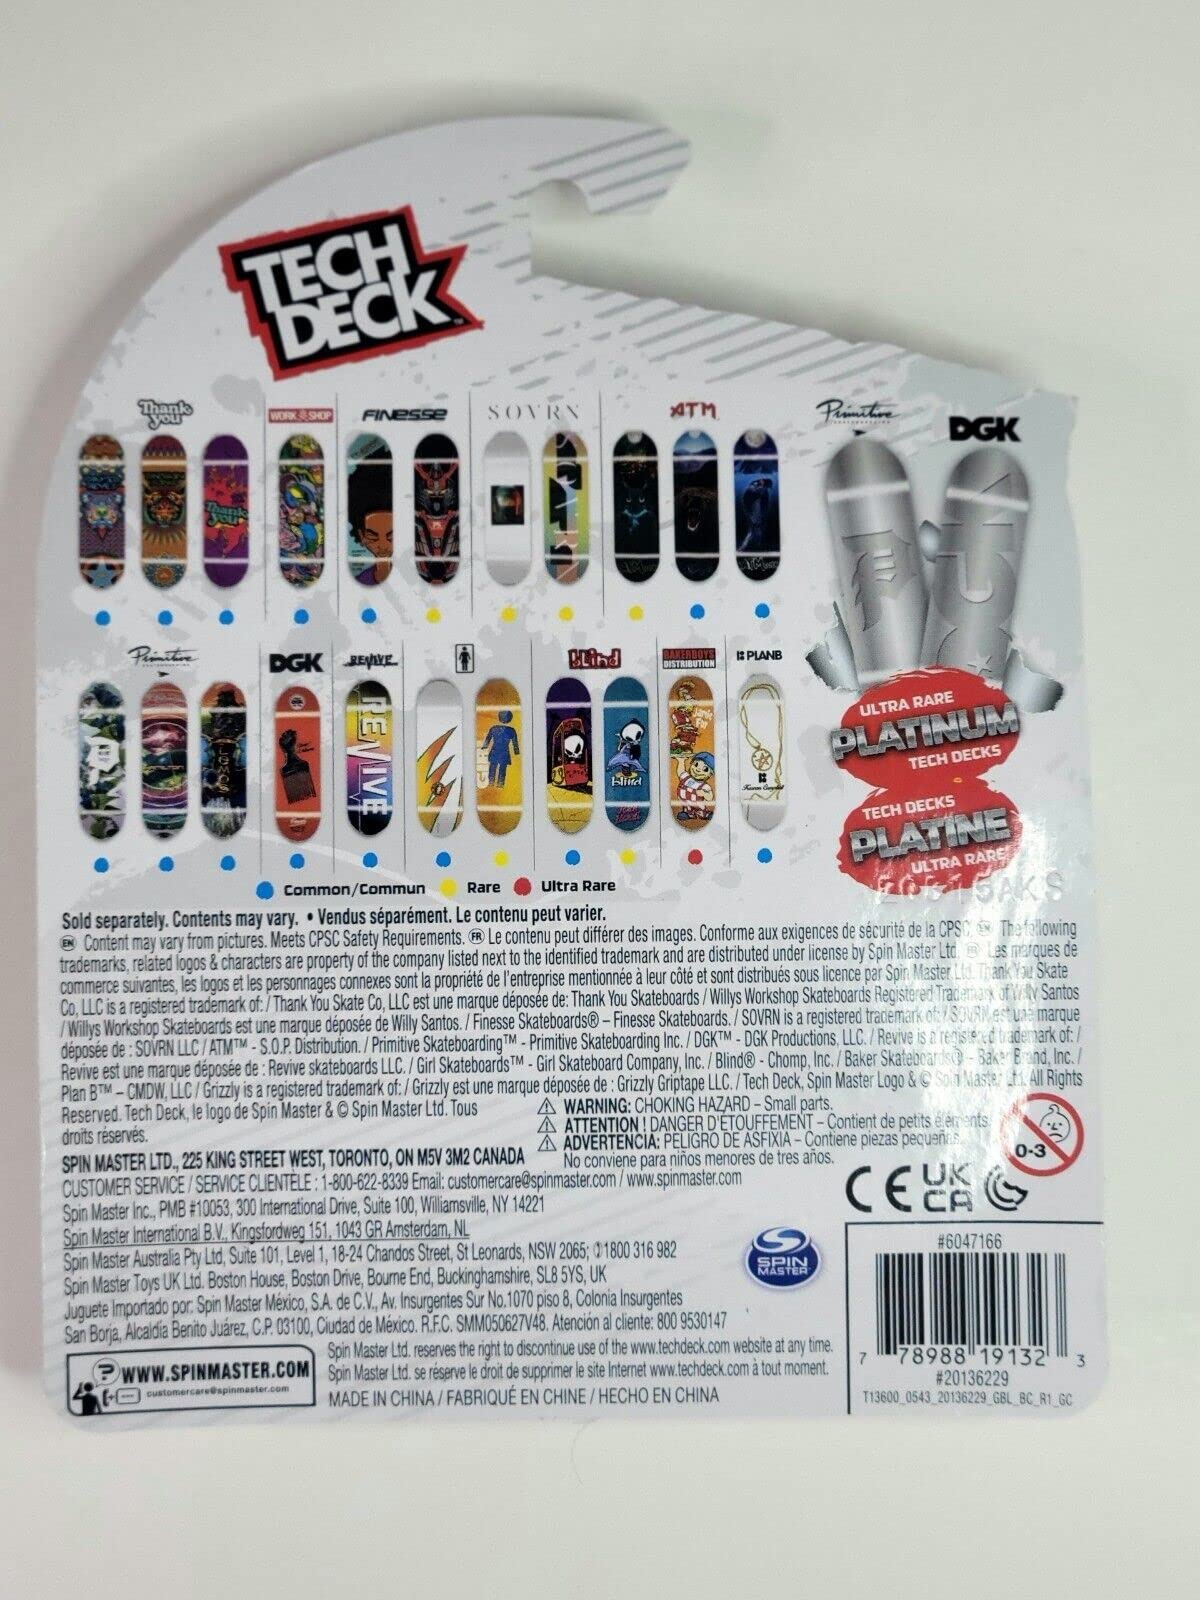 TECH
DECK™
Thank
you
WORK SHOP
FINESSE
SOVRN
ATM
Primitive
DGK
Thank
you
Primitive
SKATEBOARDING
DGK
REVIVE
blind
BAKERBOYS
DISTRIBUTION
PLANB
REVIVE
GIRL
blind
ULTRA RARE
PLATINUM
TECH DECKS
TECH DECKS
PLATINE
ULTRA RARE
Common/Commun Rare Ultra Rare
Sold separately. Contents may vary. • Vendus séparément. Le contenu peut varier.
EN Content may vary from pictures. Meets CPSC Safety Requirements. FR Le contenu peut différer des images. Conforme aux exigences de sécurité de la CPSC. EN The following
trademarks, related logos & characters are property of the company listed next to the identified trademark and are distributed under license by Spin Master Ltd. FR Les marques de
commerce suivantes, les logos et les personnages connexes sont la propriété de l'entreprise mentionnée à leur côté et sont distribués sous licence par Spin Master Ltd. Thank You Skate
Co, LLC is a registered trademark of: / Thank You Skate Co, LLC est une marque déposée de: Thank You Skateboards / Willys Workshop Skateboards Registered Trademark of Willy Santos
/ Willys Workshop Skateboards est une marque déposée de Willy Santos. / Finesse Skateboards® – Finesse Skateboards. / SOVRN is a registered trademark of: / SOVRN est une marque
déposée de : SOVRN LLC / ATM™ - S.O.P. Distribution. / Primitive Skateboarding™ - Primitive Skateboarding Inc. / DGK™ - DGK Productions, LLC. / Revive is a registered trademark of: /
Revive est une marque déposée de : Revive skateboards LLC. / Girl Skateboards™ - Girl Skateboard Company, Inc. / Blind® - Chomp, Inc. / Baker Skateboards® – Baker Brand, Inc. /
Plan B™ – CMDW, LLC / Grizzly is a registered trademark of: / Grizzly est une marque déposée de : Grizzly Griptape LLC. / Tech Deck, Spin Master Logo & © Spin Master Ltd. All Rights
Reserved. Tech Deck, le logo de Spin Master & © Spin Master Ltd. Tous
droits réservés.
WARNING: CHOKING HAZARD – Small parts.
ATTENTION ! DANGER D'ÉTOUFFEMENT – Contient de petits éléments.
ADVERTENCIA: PELIGRO DE ASFIXIA – Contiene piezas pequeñas.
No conviene para niños menores de tres años.
0-3
SPIN MASTER LTD., 225 KING STREET WEST, TORONTO, ON M5V 3M2 CANADA
CUSTOMER SERVICE / SERVICE CLIENTÈLE : 1-800-622-8339 Email: customercare@spinmaster.com / www.spinmaster.com
Spin Master Inc., PMB #10053, 300 International Drive, Suite 100, Williamsville, NY 14221
Spin Master International B.V., Kingsfordweg 151, 1043 GR Amsterdam, NL
Spin Master Australia Pty Ltd, Suite 101, Level 1, 18-24 Chandos Street, St Leonards, NSW 2065; 1800 316 982
Spin Master Toys UK Ltd. Boston House, Boston Drive, Bourne End, Buckinghamshire, SL8 5YS, UK
Juguete Importado por: Spin Master México, S.A. de C.V., Av. Insurgentes Sur No.1070 piso 8, Colonia Insurgentes
San Borja, Alcaldía Benito Juárez, C.P. 03100, Ciudad de México. R.F.C. SMM050627V48. Atención al cliente: 800 9530147
CE UK
CA
SPIN
MASTER
WWW.SPINMASTER.COM
customercare@spinmaster.com
Spin Master Ltd. reserves the right to discontinue use of the www.techdeck.com website at any time.
Spin Master Ltd. se réserve le droit de supprimer le site Internet www.techdeck.com à tout moment.
MADE IN CHINA / FABRIQUÉ EN CHINE / HECHO EN CHINA
#6047166
7 78988 19132 3
#20136229
T13600_0543_20136229_GBL_BC_R1_GC